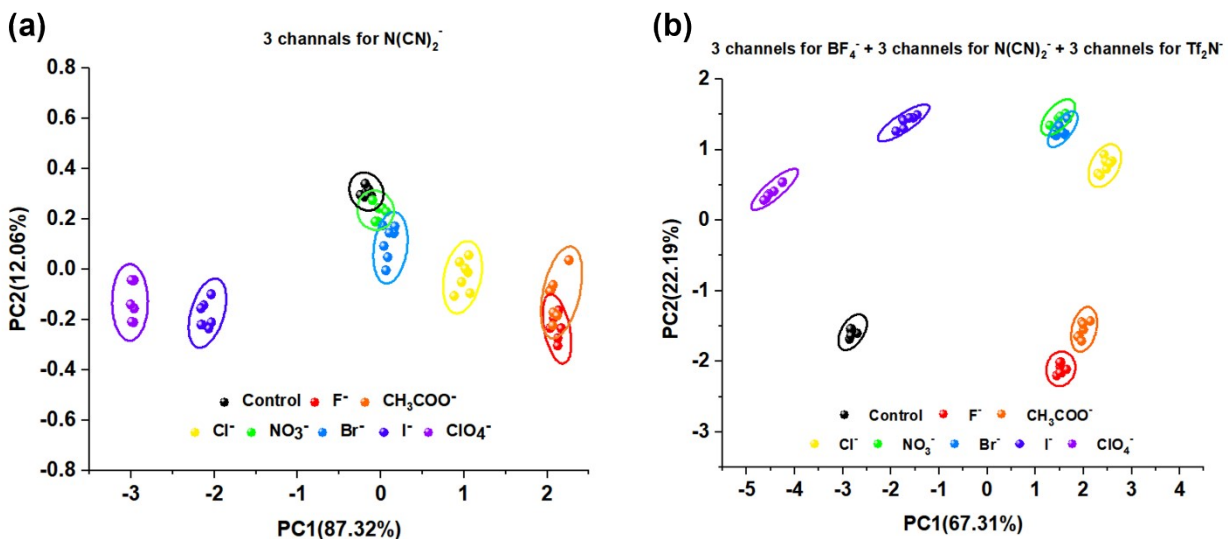 (a)
3 channals for N(CN)₂⁻
PC2(12.06%)
0.8
0.6
0.4
0.2
0.0
-0.2
-0.4
-0.6
-0.8
Control F⁻ CH₃COO⁻
Cl⁻ NO₃⁻ Br⁻ I⁻ ClO₄⁻
-3 -2 -1 0 1 2
PC1(87.32%)
(b)
3 channels for BF₄⁻ + 3 channels for N(CN)₂⁻ + 3 channels for Tf₂N⁻
PC2(22.19%)
2
1
0
-1
-2
-3
Control F⁻ CH₃COO⁻
Cl⁻ NO₃⁻ Br⁻ I⁻ ClO₄⁻
-5 -4 -3 -2 -1 0 1 2 3 4
PC1(67.31%)